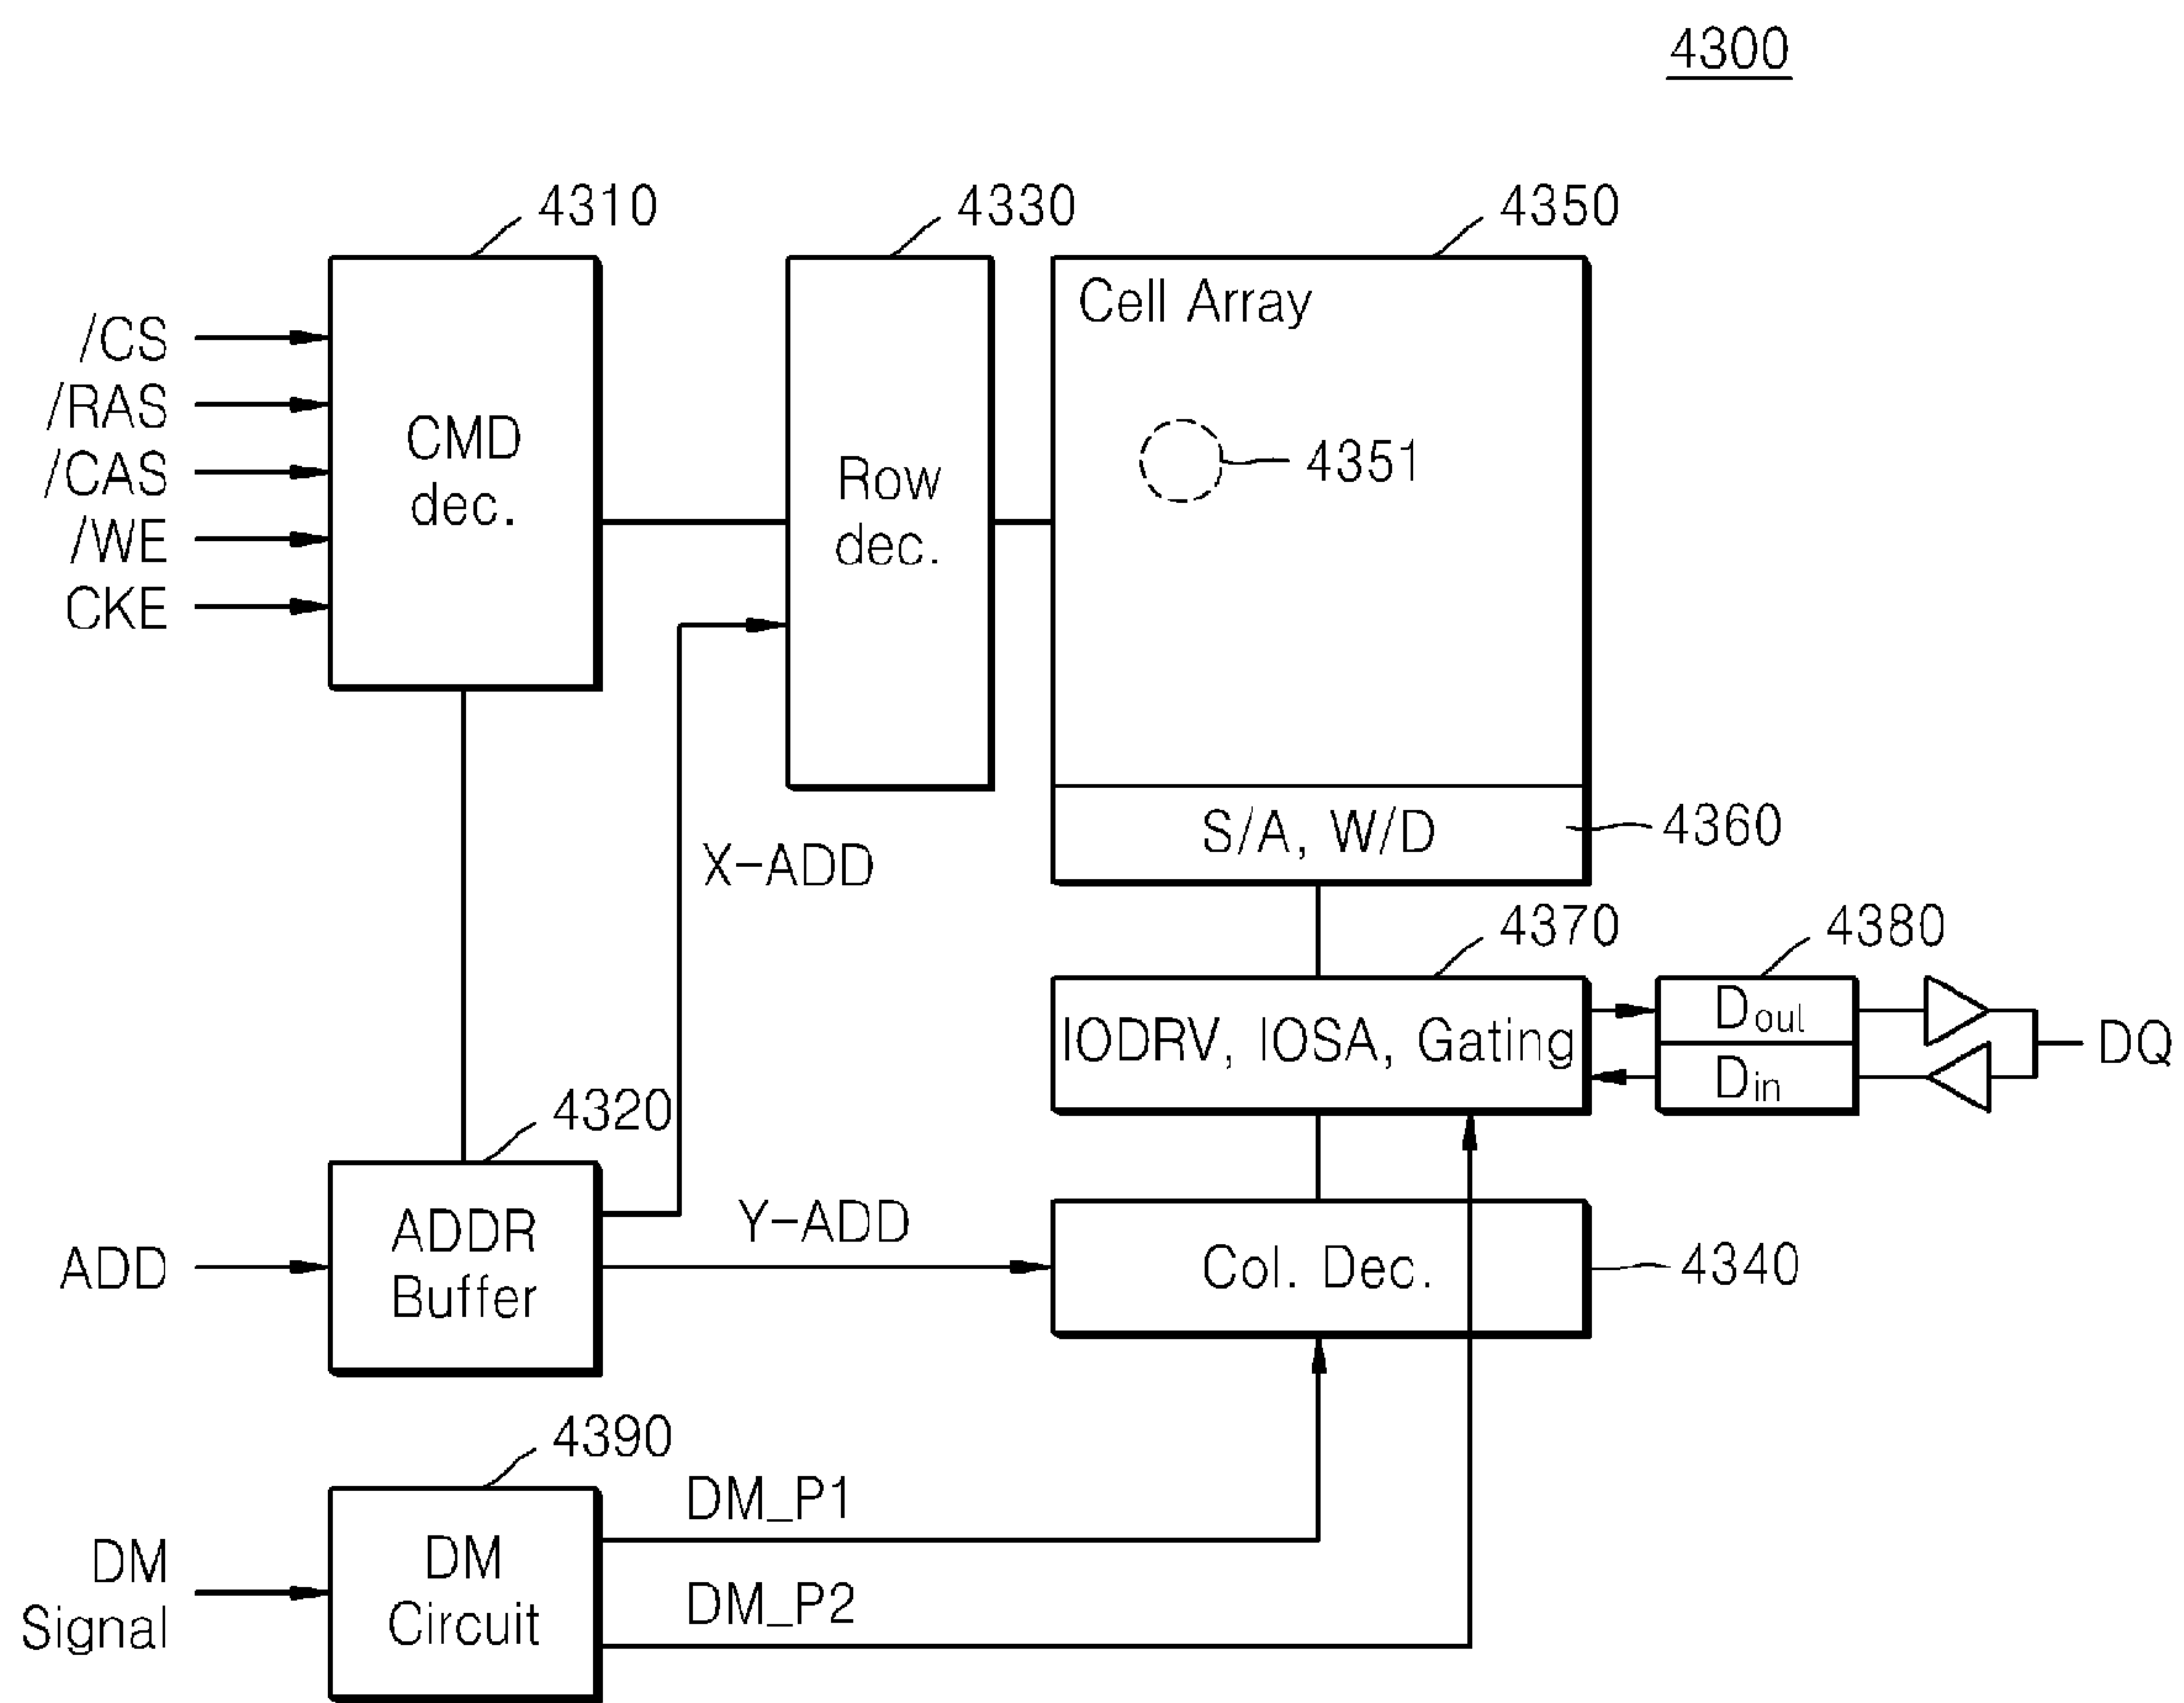 4300
4310
4330
4350
/CS
/RAS
/CAS
/WE
CKE
CMD
dec.
Row
dec.
Cell Array
4351
S/A, W/D
4360
X-ADD
4370
4380
IODRV, IOSA, Gating
Doul
Din
DQ
4320
ADD
ADDR
Buffer
Y-ADD
Col. Dec.
4340
4390
DM
Signal
DM
Circuit
DM_P1
DM_P2